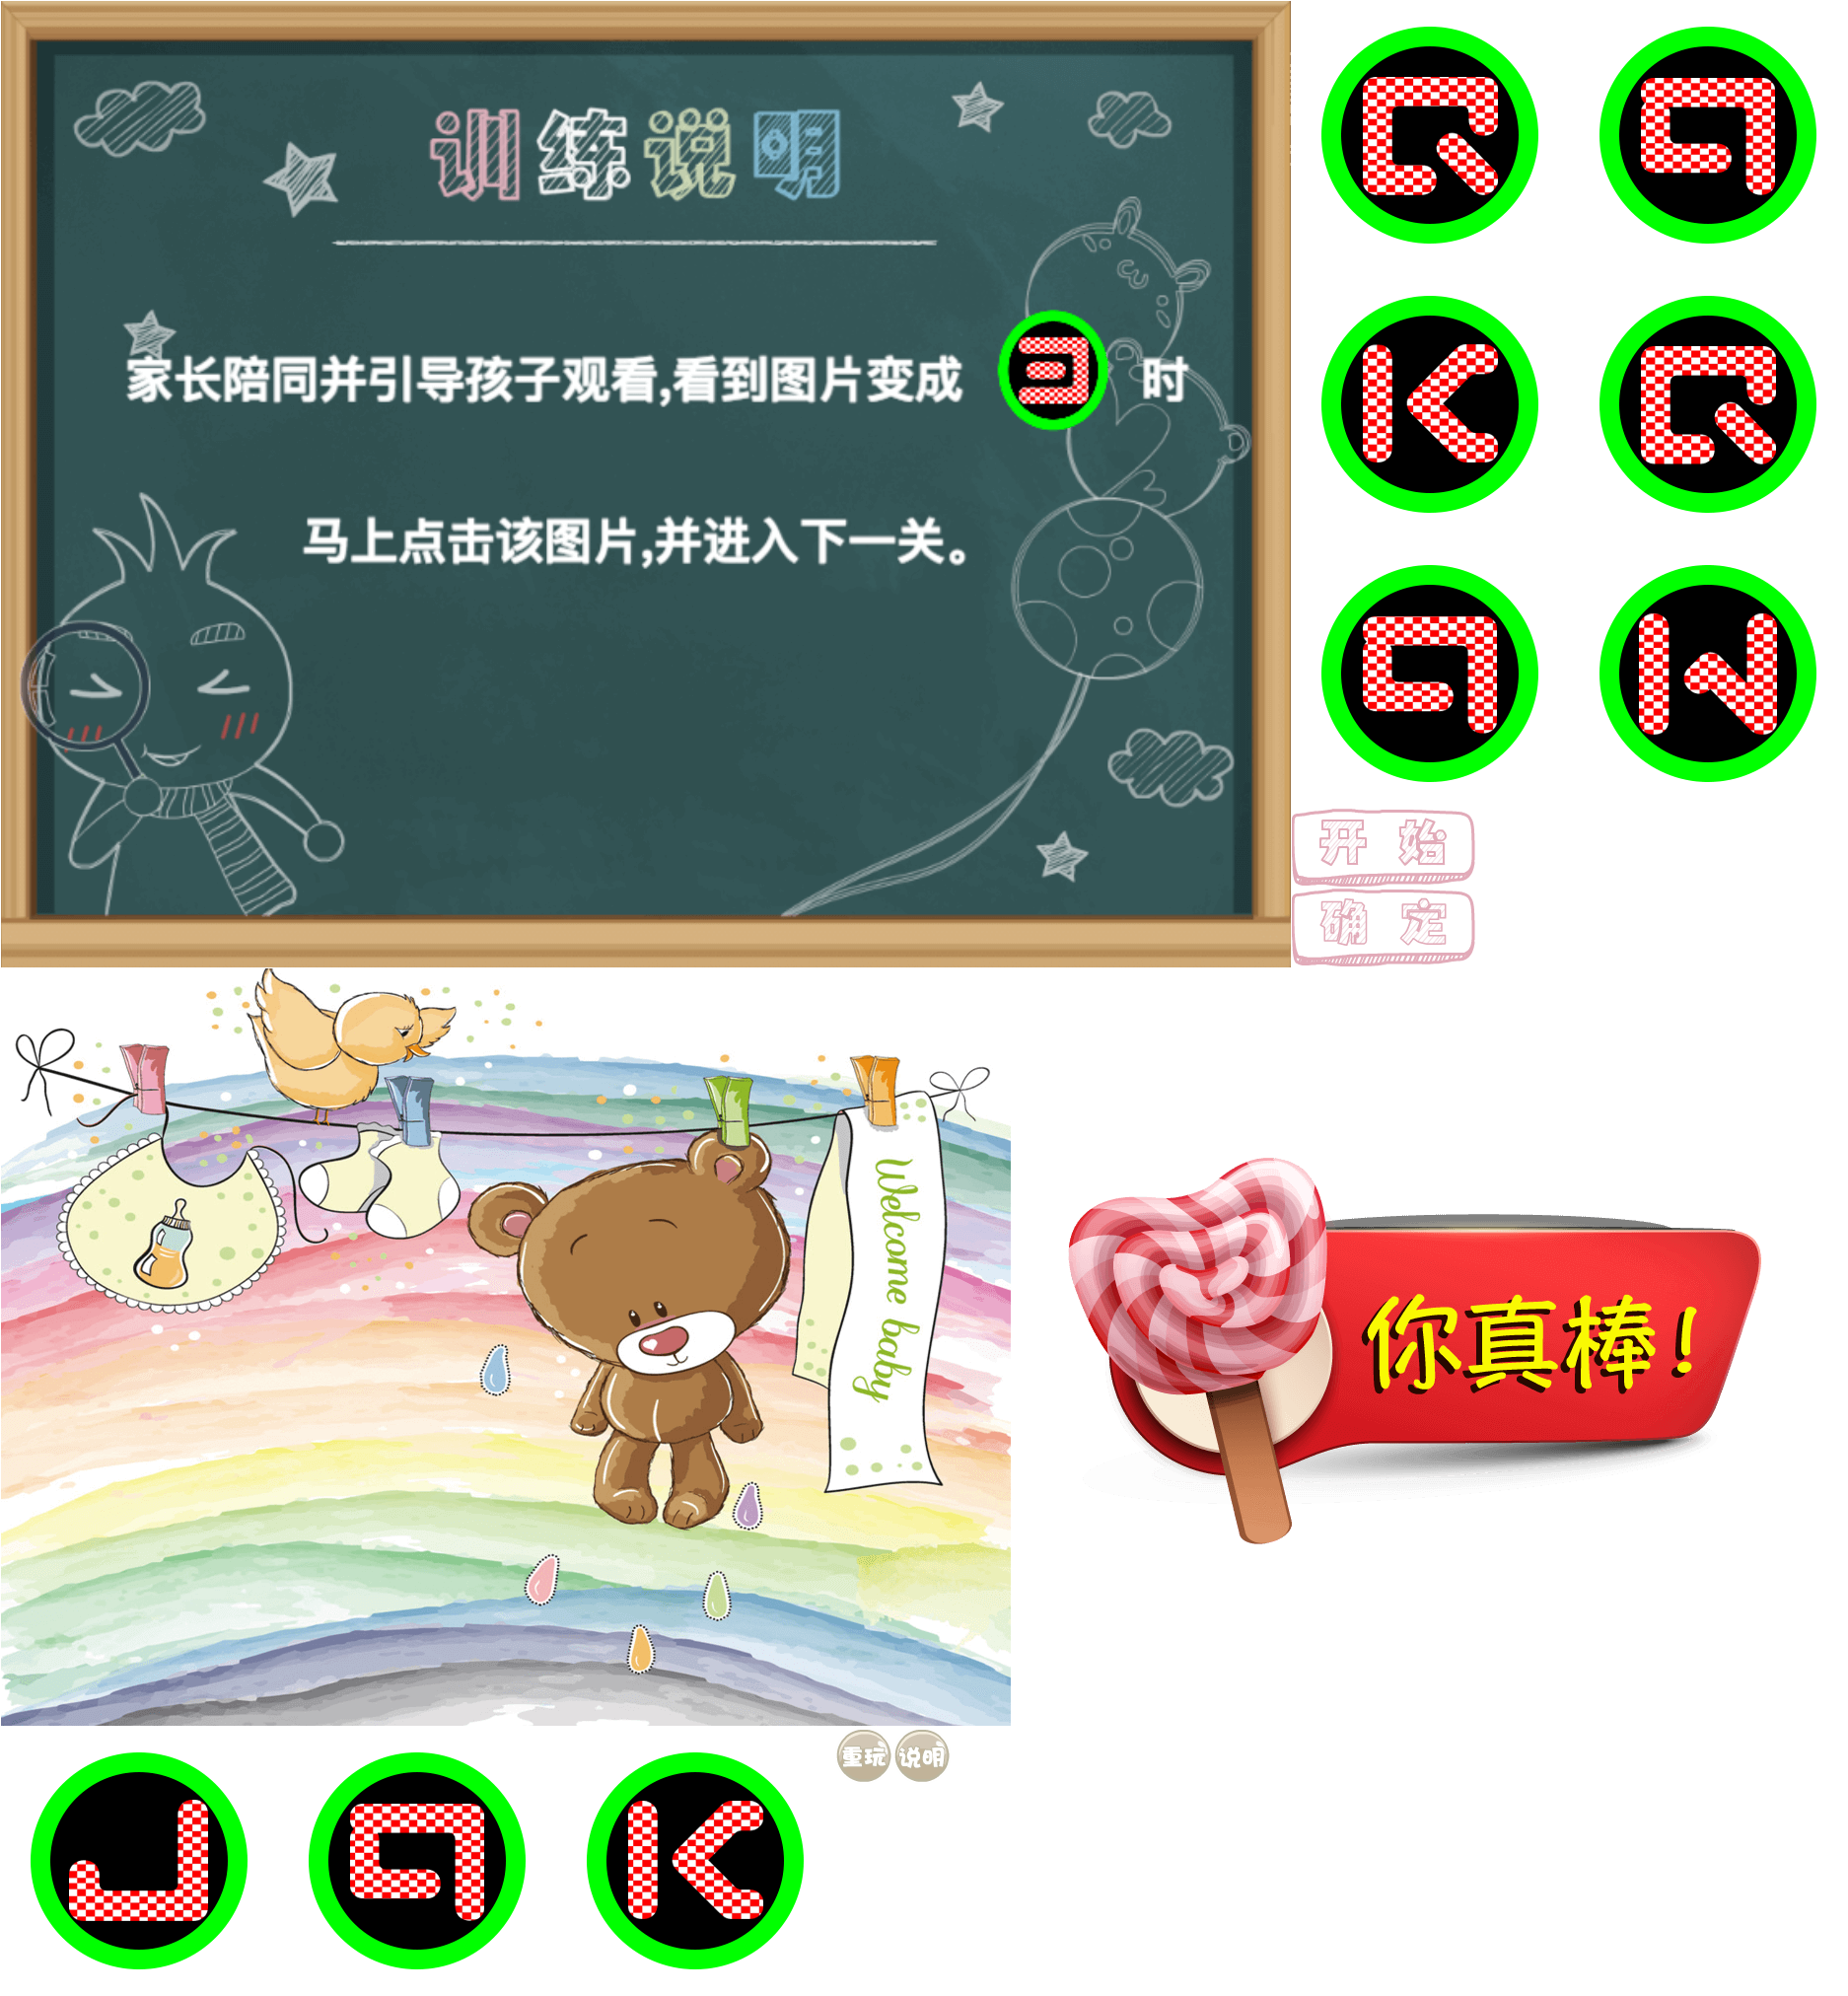 训练说明
家长陪同并引导孩子观看,看到图片变成 时
马上点击该图片,并进入下一关。
K
K
开始
确定
Welcome baby
你真棒!
重玩 说明
J
K